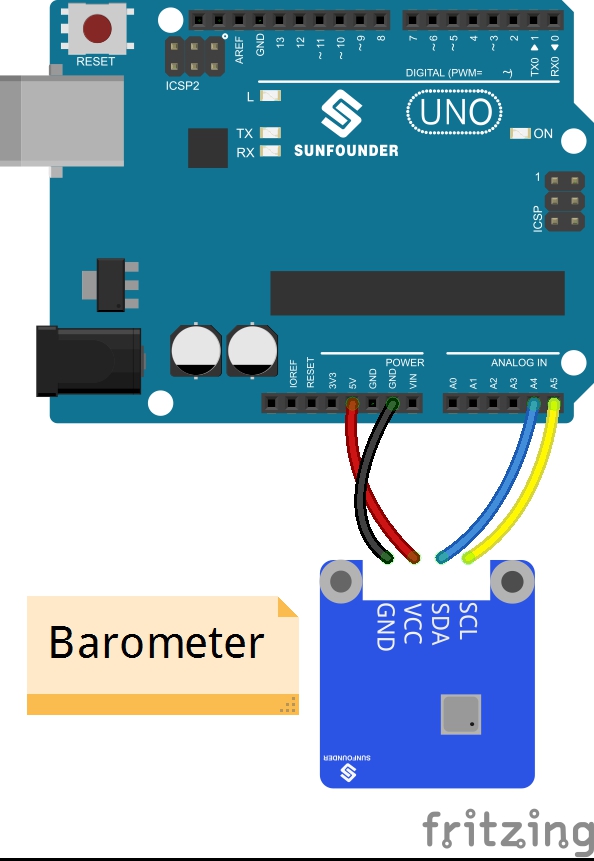 RESET
ICSP2
AREF
GND
13
12
~11
~10
~9
8
7
~6
~5
4
~3
2
TX0 ▶ 1
RX0 ◀ 0
DIGITAL (PWM= ~)
L
TX
RX
SUNFOUNDER
UNO
ON
1
ICSP
POWER
ANALOG IN
IOREF
RESET
3V3
5V
GND
GND
VIN
A0
A1
A2
A3
A4
A5
Barometer
GND
VCC
SDA
SCL
SUNFOUNDER
fritzing